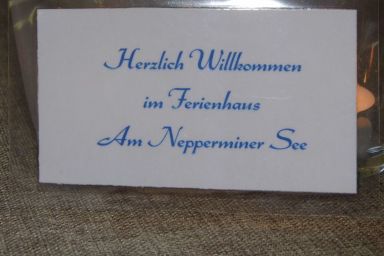 Herzlich Willkommen
im Ferienhaus
Am Nepperminer See